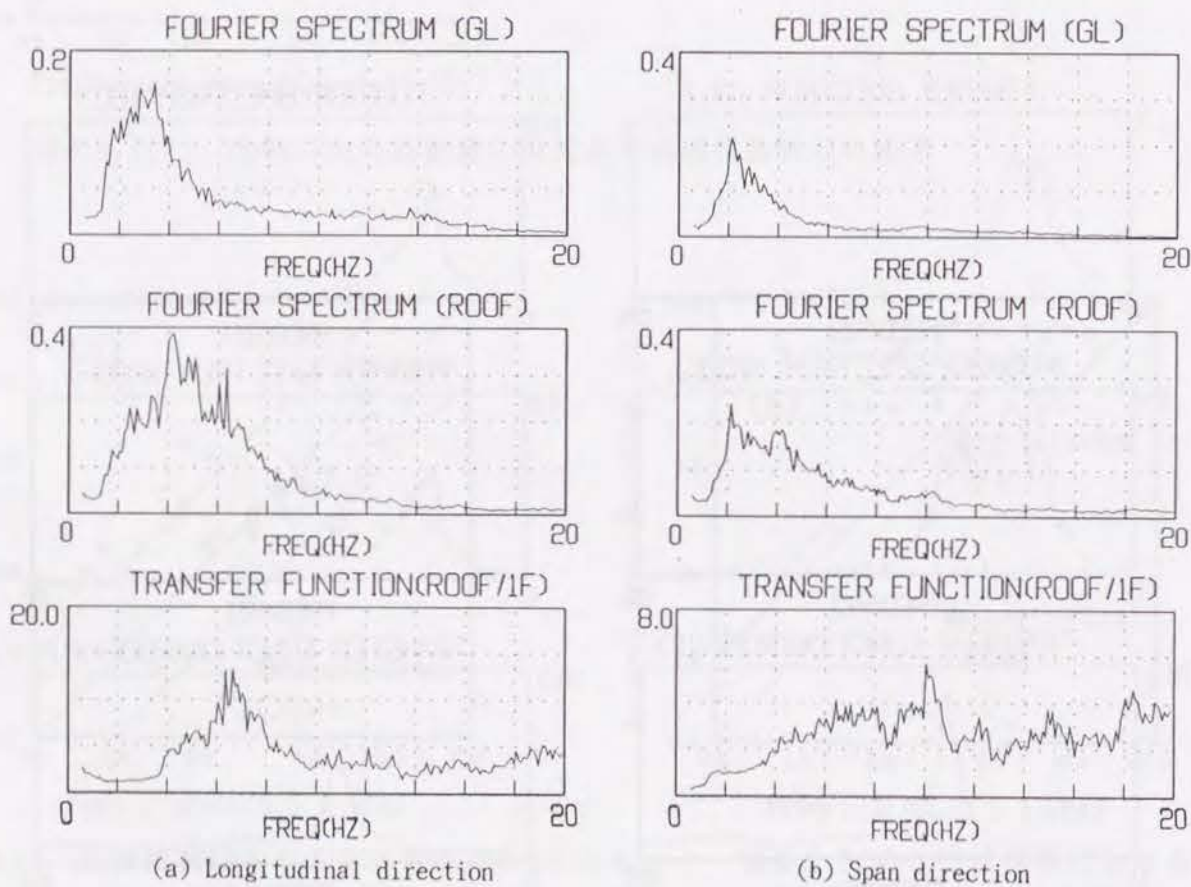 FOURIER SPECTRUM (GL)
0.2
0
20
FREQ(HZ)
FOURIER SPECTRUM (ROOF)
0.4
0
20
FREQ(HZ)
TRANSFER FUNCTION(ROOF/1F)
20.0
0
20
FREQ(HZ)
(a) Longitudinal direction
FOURIER SPECTRUM (GL)
0.4
0
20
FREQ(HZ)
FOURIER SPECTRUM (ROOF)
0.4
0
20
FREQ(HZ)
TRANSFER FUNCTION(ROOF/1F)
8.0
0
20
FREQ(HZ)
(b) Span direction